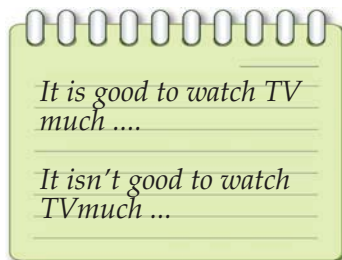 It is good to watch TV
much ....
It isn't good to watch
TVmuch ...